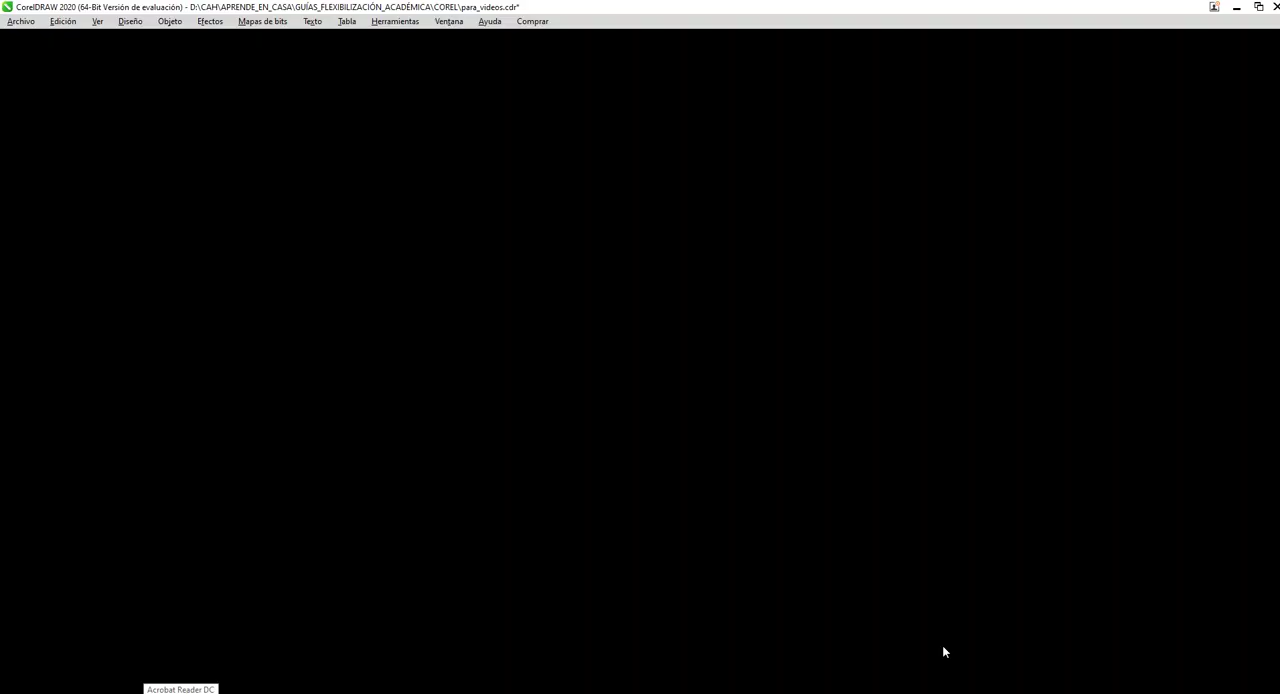 CorelDRAW 2020 (64-Bit Versión de evaluación) - D:\CAH\APRENDE_EN_CASA\GUÍAS_FLEXIBILIZACIÓN_ACADÉMICA\COREL\para_videos.cdr*
Archivo Edición Ver Diseño Objeto Efectos Mapas de bits Texto Tabla Herramientas Ventana Ayuda Comprar
Acrobat Reader DC